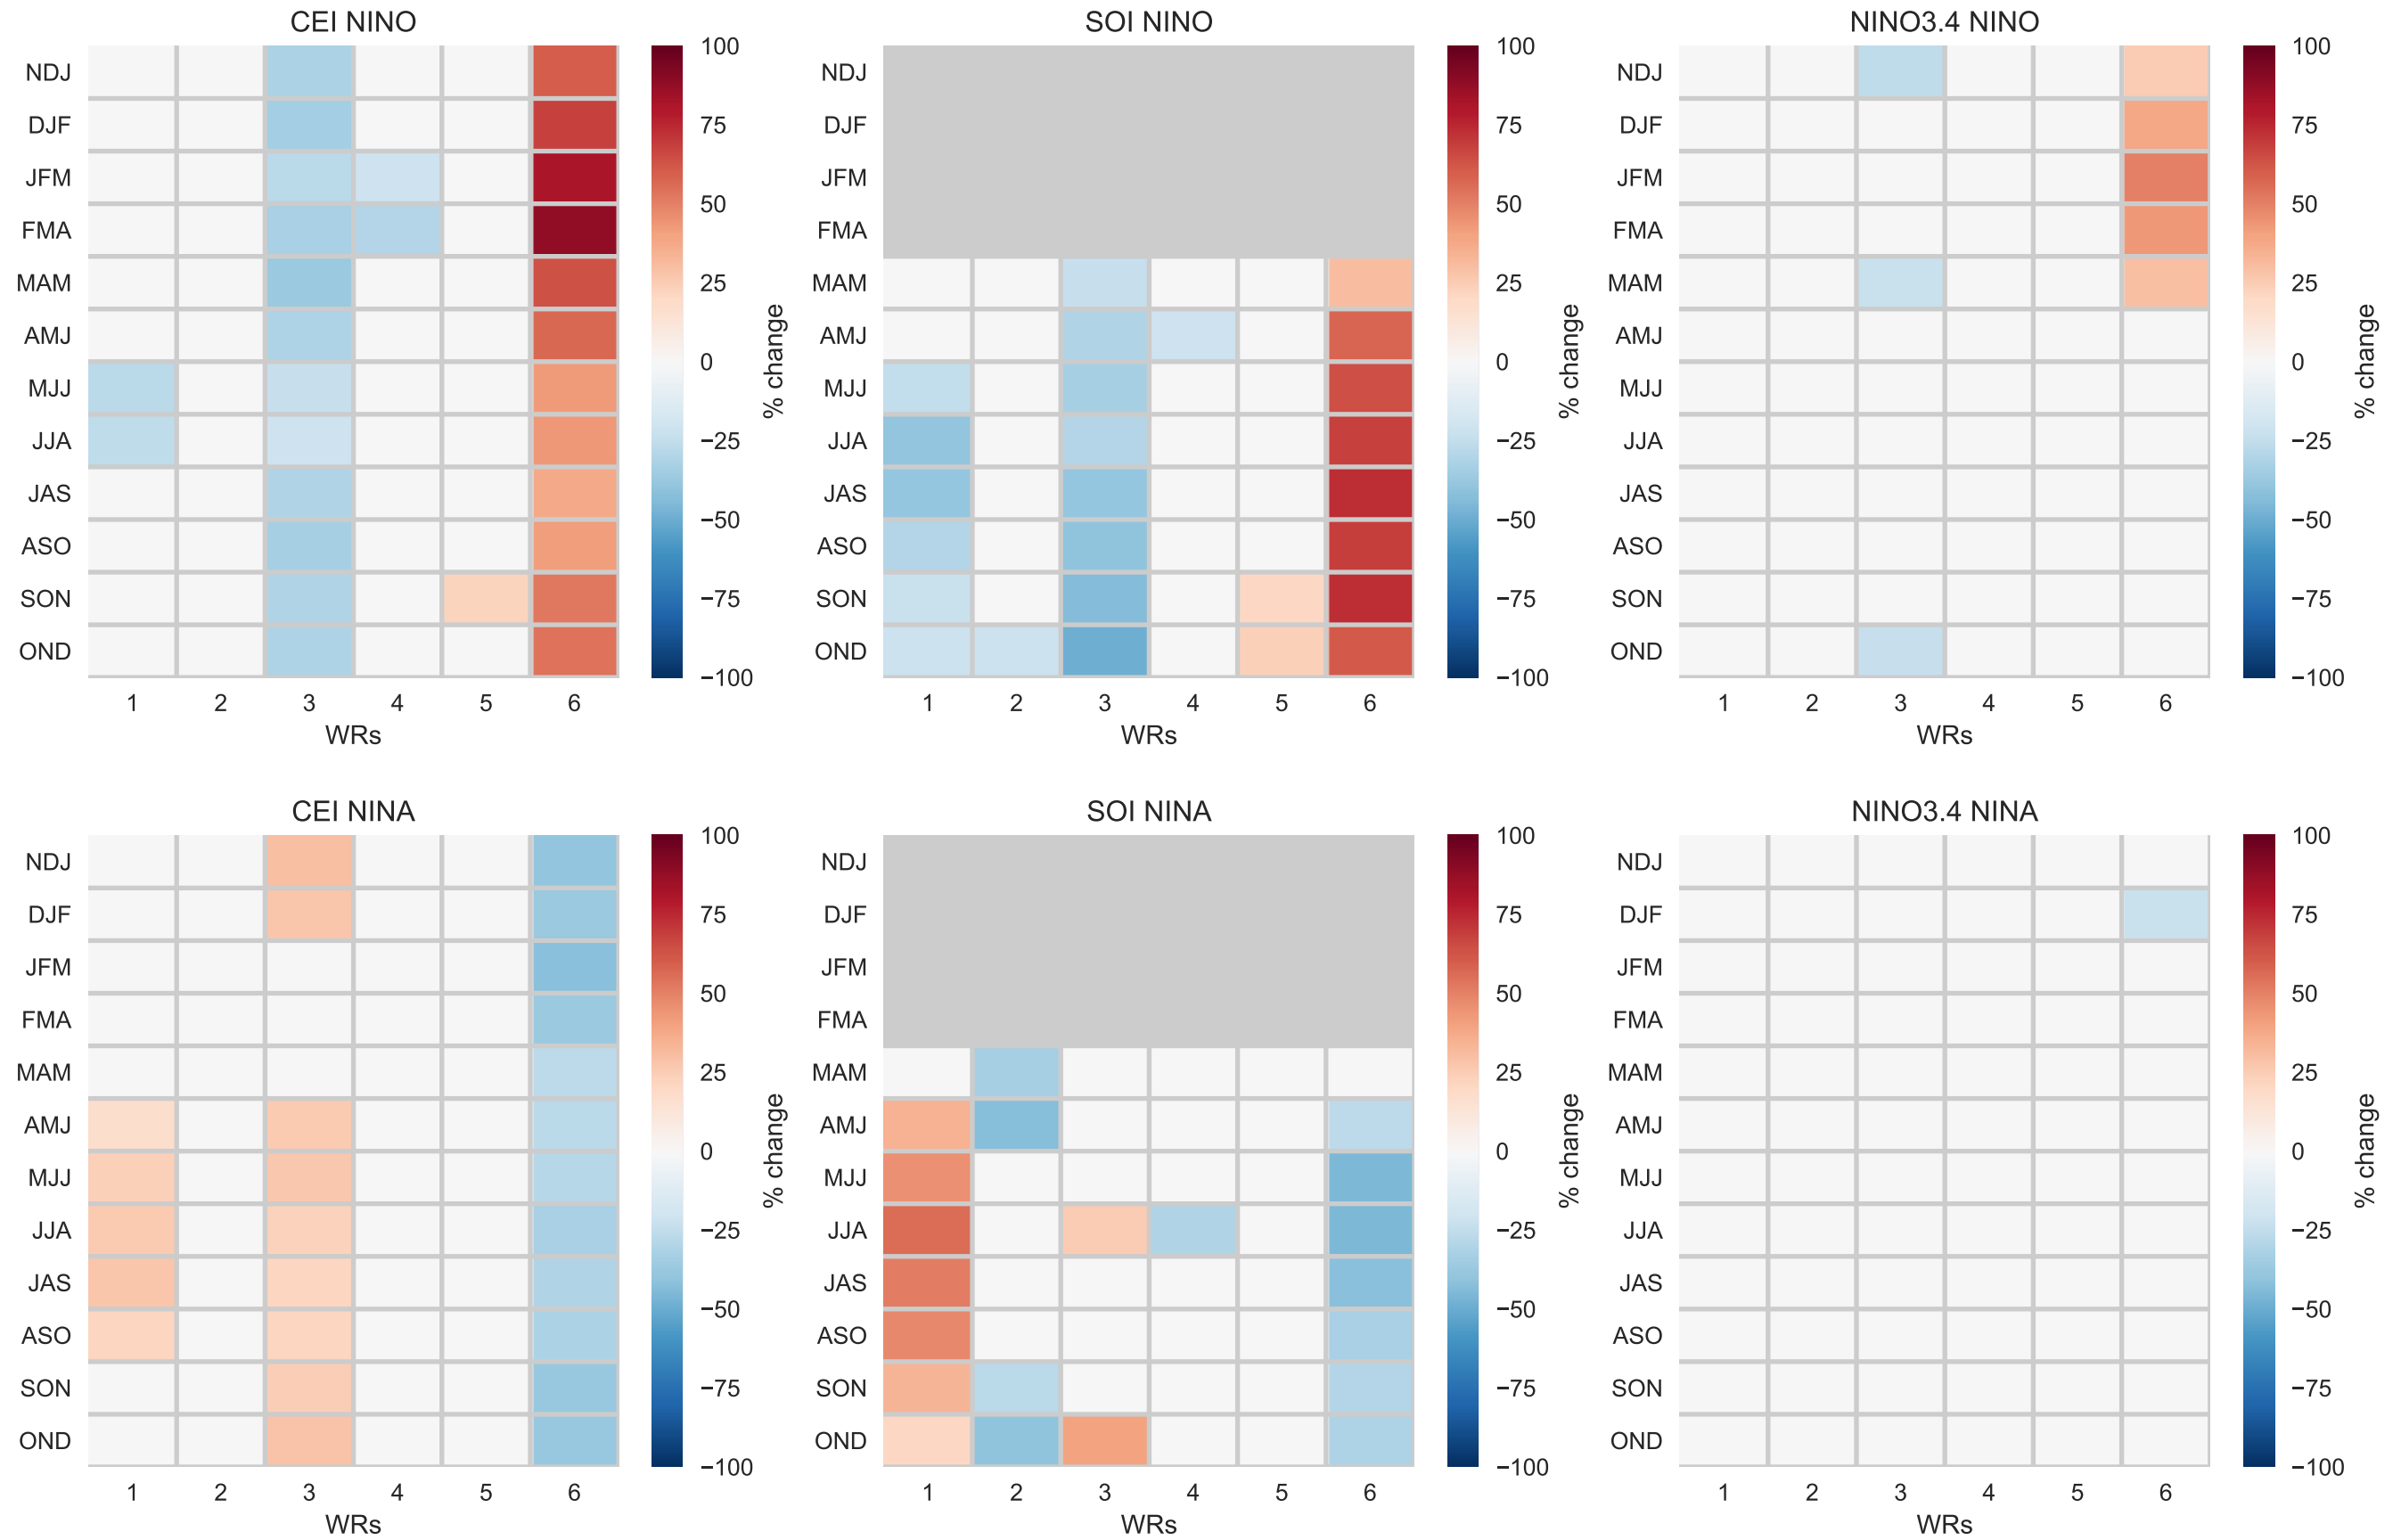 CEI NINO
NDJ
DJF
JFM
FMA
MAM
AMJ
MJJ
JJA
JAS
ASO
SON
OND
1 2 3 4 5 6
WRs
100
75
50
25
0
−25
−50
−75
−100
% change
SOI NINO
NDJ
DJF
JFM
FMA
MAM
AMJ
MJJ
JJA
JAS
ASO
SON
OND
1 2 3 4 5 6
WRs
100
75
50
25
0
−25
−50
−75
−100
% change
NINO3.4 NINO
NDJ
DJF
JFM
FMA
MAM
AMJ
MJJ
JJA
JAS
ASO
SON
OND
1 2 3 4 5 6
WRs
100
75
50
25
0
−25
−50
−75
−100
% change
CEI NINA
NDJ
DJF
JFM
FMA
MAM
AMJ
MJJ
JJA
JAS
ASO
SON
OND
1 2 3 4 5 6
WRs
100
75
50
25
0
−25
−50
−75
−100
% change
SOI NINA
NDJ
DJF
JFM
FMA
MAM
AMJ
MJJ
JJA
JAS
ASO
SON
OND
1 2 3 4 5 6
WRs
100
75
50
25
0
−25
−50
−75
−100
% change
NINO3.4 NINA
NDJ
DJF
JFM
FMA
MAM
AMJ
MJJ
JJA
JAS
ASO
SON
OND
1 2 3 4 5 6
WRs
100
75
50
25
0
−25
−50
−75
−100
% change